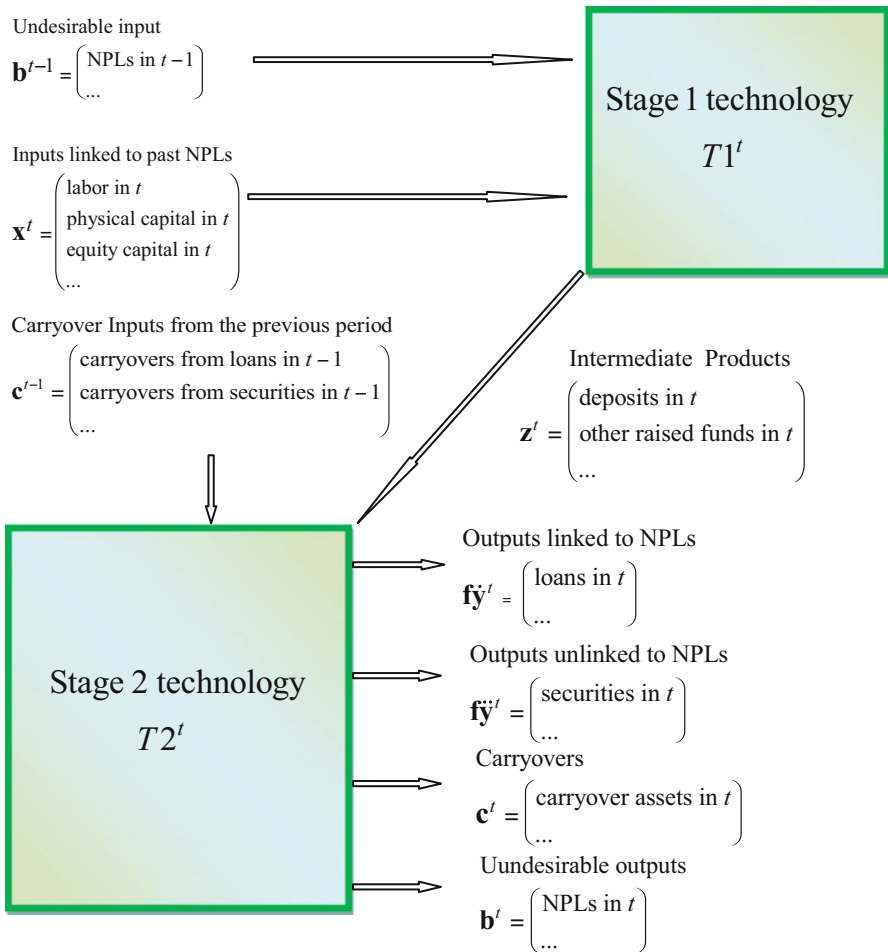 Undesirable input
b^{t−1} = (NPLs in t−1
...)
Stage 1 technology
T1^t
Inputs linked to past NPLs
x^t = (labor in t
physical capital in t
equity capital in t
...)
Carryover Inputs from the previous period
c^{t−1} = (carryovers from loans in t−1
carryovers from securities in t−1
...)
Intermediate Products
z^t = (deposits in t
other raised funds in t
...)
Stage 2 technology
T2^t
Outputs linked to NPLs
fẏ^t = (loans in t
...)
Outputs unlinked to NPLs
fÿ^t = (securities in t
...)
Carryovers
c^t = (carryover assets in t
...)
Uundesirable outputs
b^t = (NPLs in t
...)